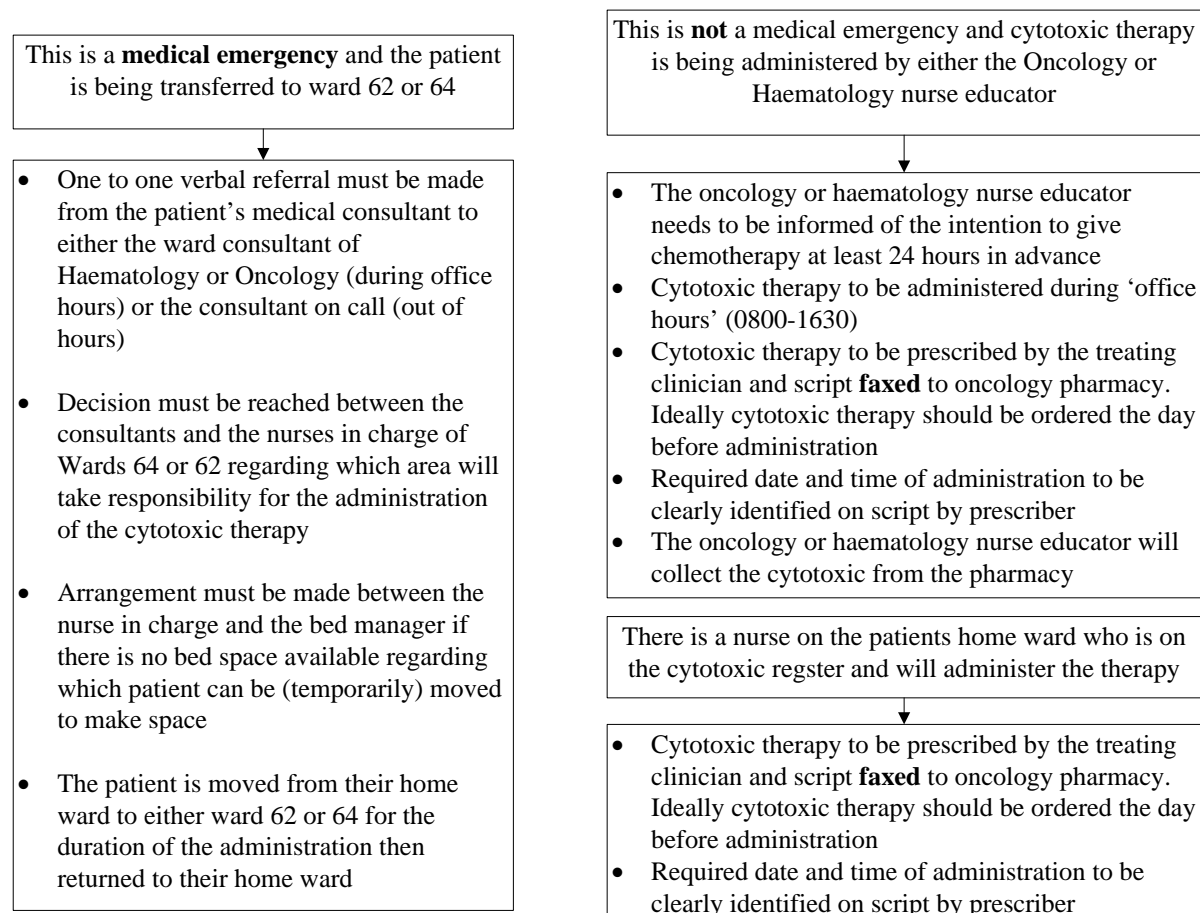 This is a medical emergency and the patient
is being transferred to ward 62 or 64
• One to one verbal referral must be made
from the patient's medical consultant to
either the ward consultant of
Haematology or Oncology (during office
hours) or the consultant on call (out of
hours)
• Decision must be reached between the
consultants and the nurses in charge of
Wards 64 or 62 regarding which area will
take responsibility for the administration
of the cytotoxic therapy
• Arrangement must be made between the
nurse in charge and the bed manager if
there is no bed space available regarding
which patient can be (temporarily) moved
to make space
• The patient is moved from their home
ward to either ward 62 or 64 for the
duration of the administration then
returned to their home ward
This is not a medical emergency and cytotoxic therapy
is being administered by either the Oncology or
Haematology nurse educator
• The oncology or haematology nurse educator
needs to be informed of the intention to give
chemotherapy at least 24 hours in advance
• Cytotoxic therapy to be administered during 'office
hours' (0800-1630)
• Cytotoxic therapy to be prescribed by the treating
clinician and script faxed to oncology pharmacy.
Ideally cytotoxic therapy should be ordered the day
before administration
• Required date and time of administration to be
clearly identified on script by prescriber
• The oncology or haematology nurse educator will
collect the cytotoxic from the pharmacy
There is a nurse on the patients home ward who is on
the cytotoxic regster and will administer the therapy
• Cytotoxic therapy to be prescribed by the treating
clinician and script faxed to oncology pharmacy.
Ideally cytotoxic therapy should be ordered the day
before administration
• Required date and time of administration to be
clearly identified on script by prescriber